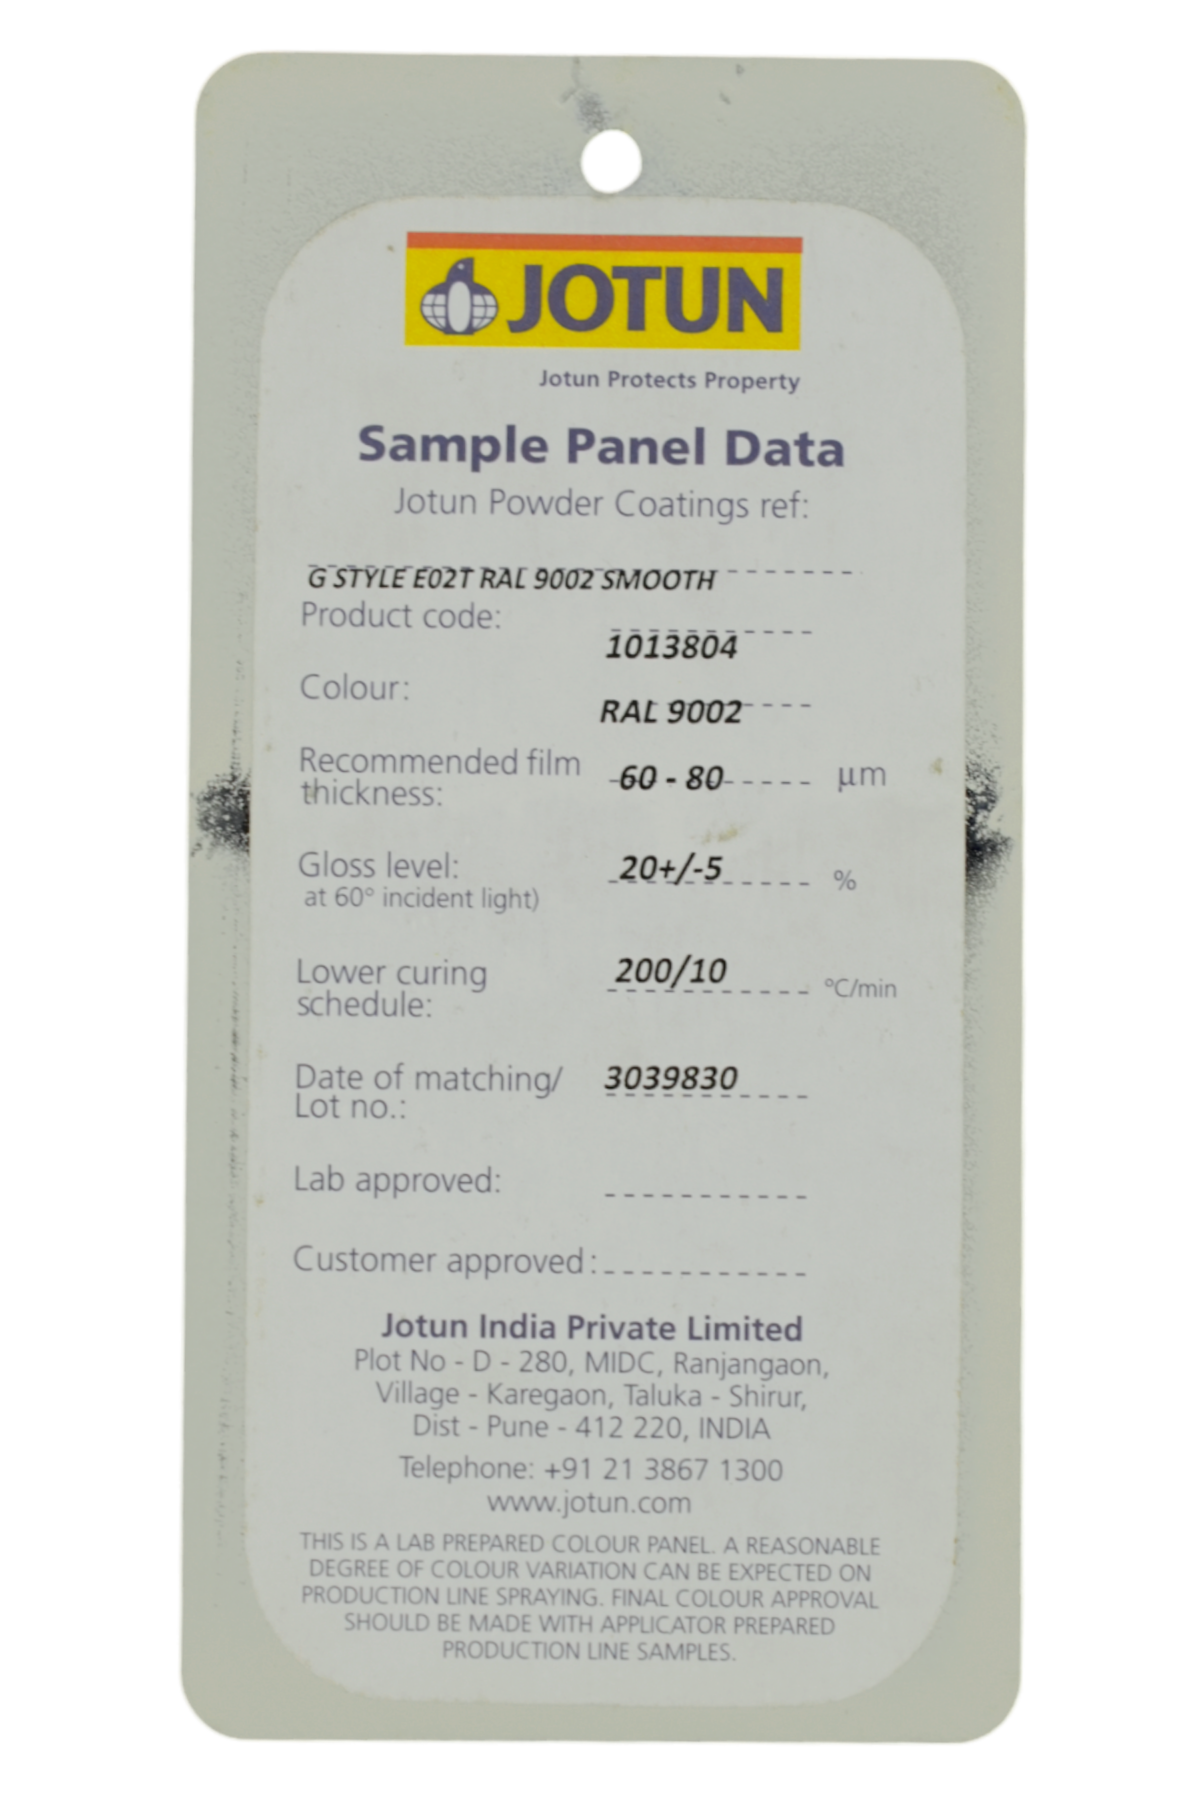 JOTUN
Jotun Protects Property
Sample Panel Data
Jotun Powder Coatings ref:
G STYLE E02T RAL 9002 SMOOTH
Product code: 1013804
Colour: RAL 9002
Recommended film thickness: 60 - 80 µm
Gloss level: 20+/-5 %
at 60° incident light)
Lower curing schedule: 200/10 °C/min
Date of matching/ Lot no.: 3039830
Lab approved:
Customer approved:
Jotun India Private Limited
Plot No - D - 280, MIDC, Ranjangaon,
Village - Karegaon, Taluka - Shirur,
Dist - Pune - 412 220, INDIA
Telephone: +91 21 3867 1300
www.jotun.com
THIS IS A LAB PREPARED COLOUR PANEL. A REASONABLE
DEGREE OF COLOUR VARIATION CAN BE EXPECTED ON
PRODUCTION LINE SPRAYING. FINAL COLOUR APPROVAL
SHOULD BE MADE WITH APPLICATOR PREPARED
PRODUCTION LINE SAMPLES.